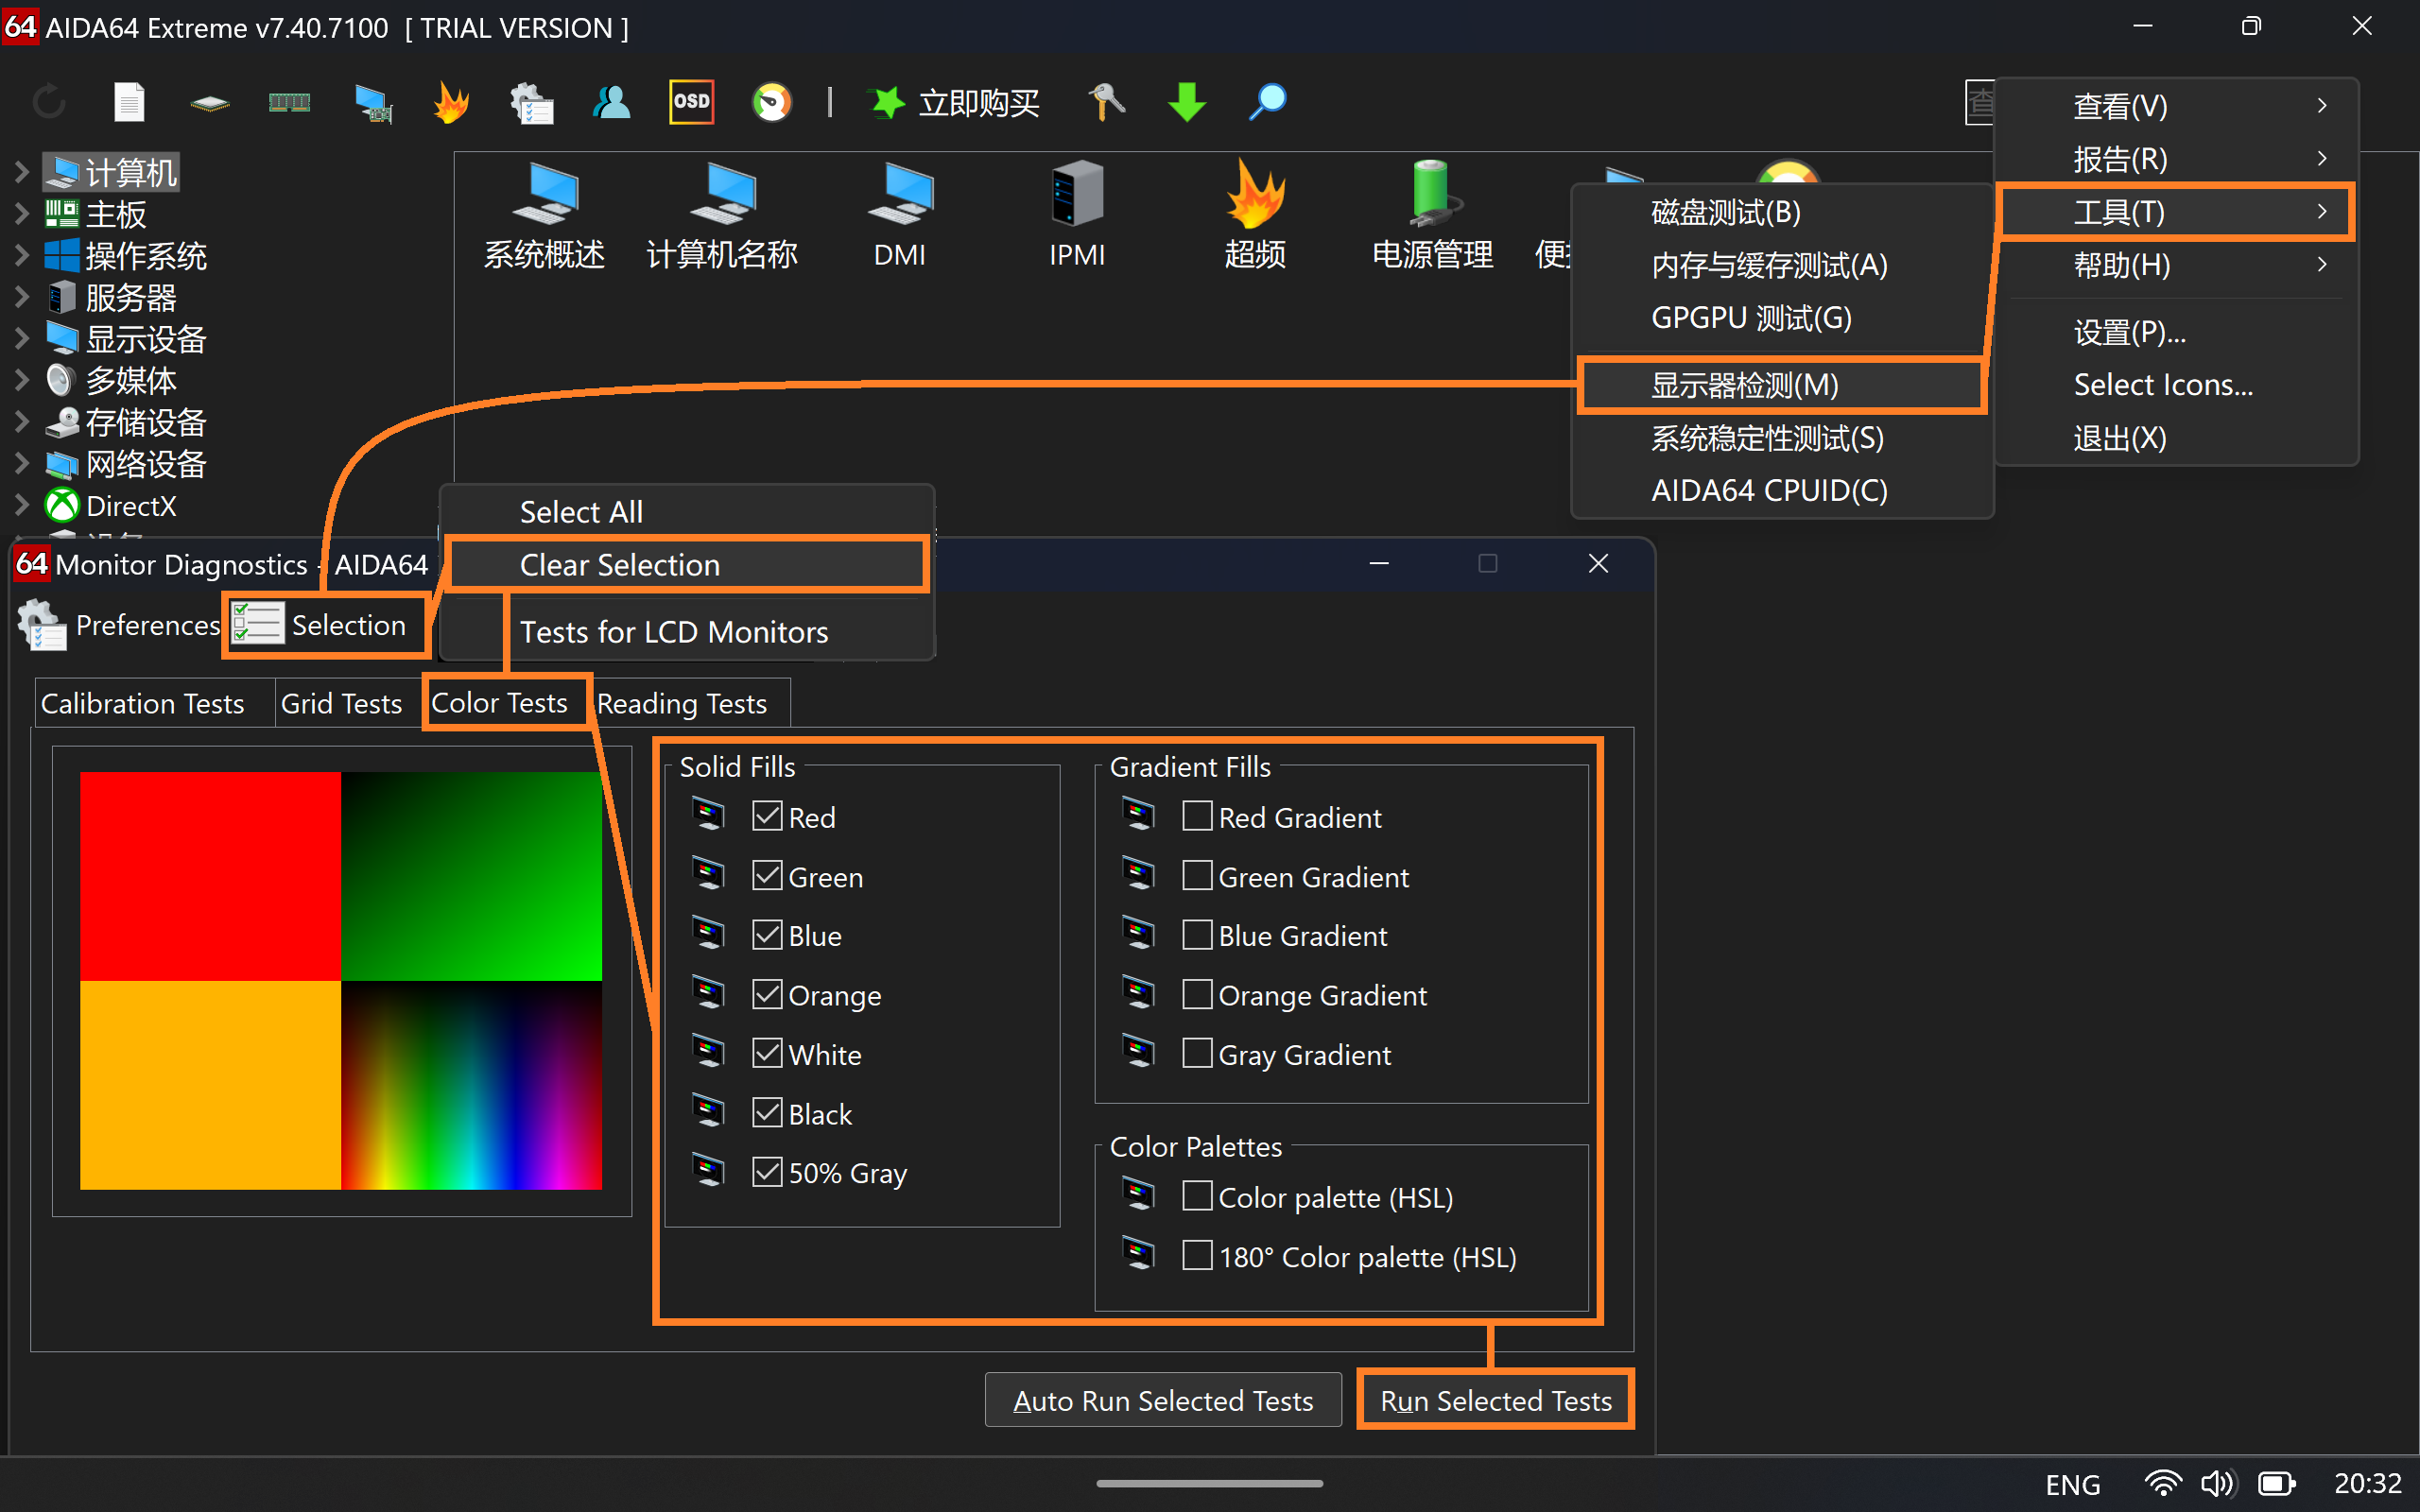 64 AIDA64 Extreme v7.40.7100 [ TRIAL VERSION ]
OSD
立即购买
查
计算机
主板
操作系统
服务器
显示设备
多媒体
存储设备
网络设备
DirectX
系统概述
计算机名称
DMI
IPMI
超频
电源管理
查看(V)
报告(R)
工具(T)
帮助(H)
设置(P)...
Select Icons...
退出(X)
磁盘测试(B)
内存与缓存测试(A)
GPGPU 测试(G)
显示器检测(M)
系统稳定性测试(S)
AIDA64 CPUID(C)
64 Monitor Diagnostics - AIDA64
Preferences
Selection
Select All
Clear Selection
Tests for LCD Monitors
Calibration Tests
Grid Tests
Color Tests
Reading Tests
Solid Fills
Red
Green
Blue
Orange
White
Black
50% Gray
Gradient Fills
Red Gradient
Green Gradient
Blue Gradient
Orange Gradient
Gray Gradient
Color Palettes
Color palette (HSL)
180° Color palette (HSL)
Auto Run Selected Tests
Run Selected Tests
ENG
20:32